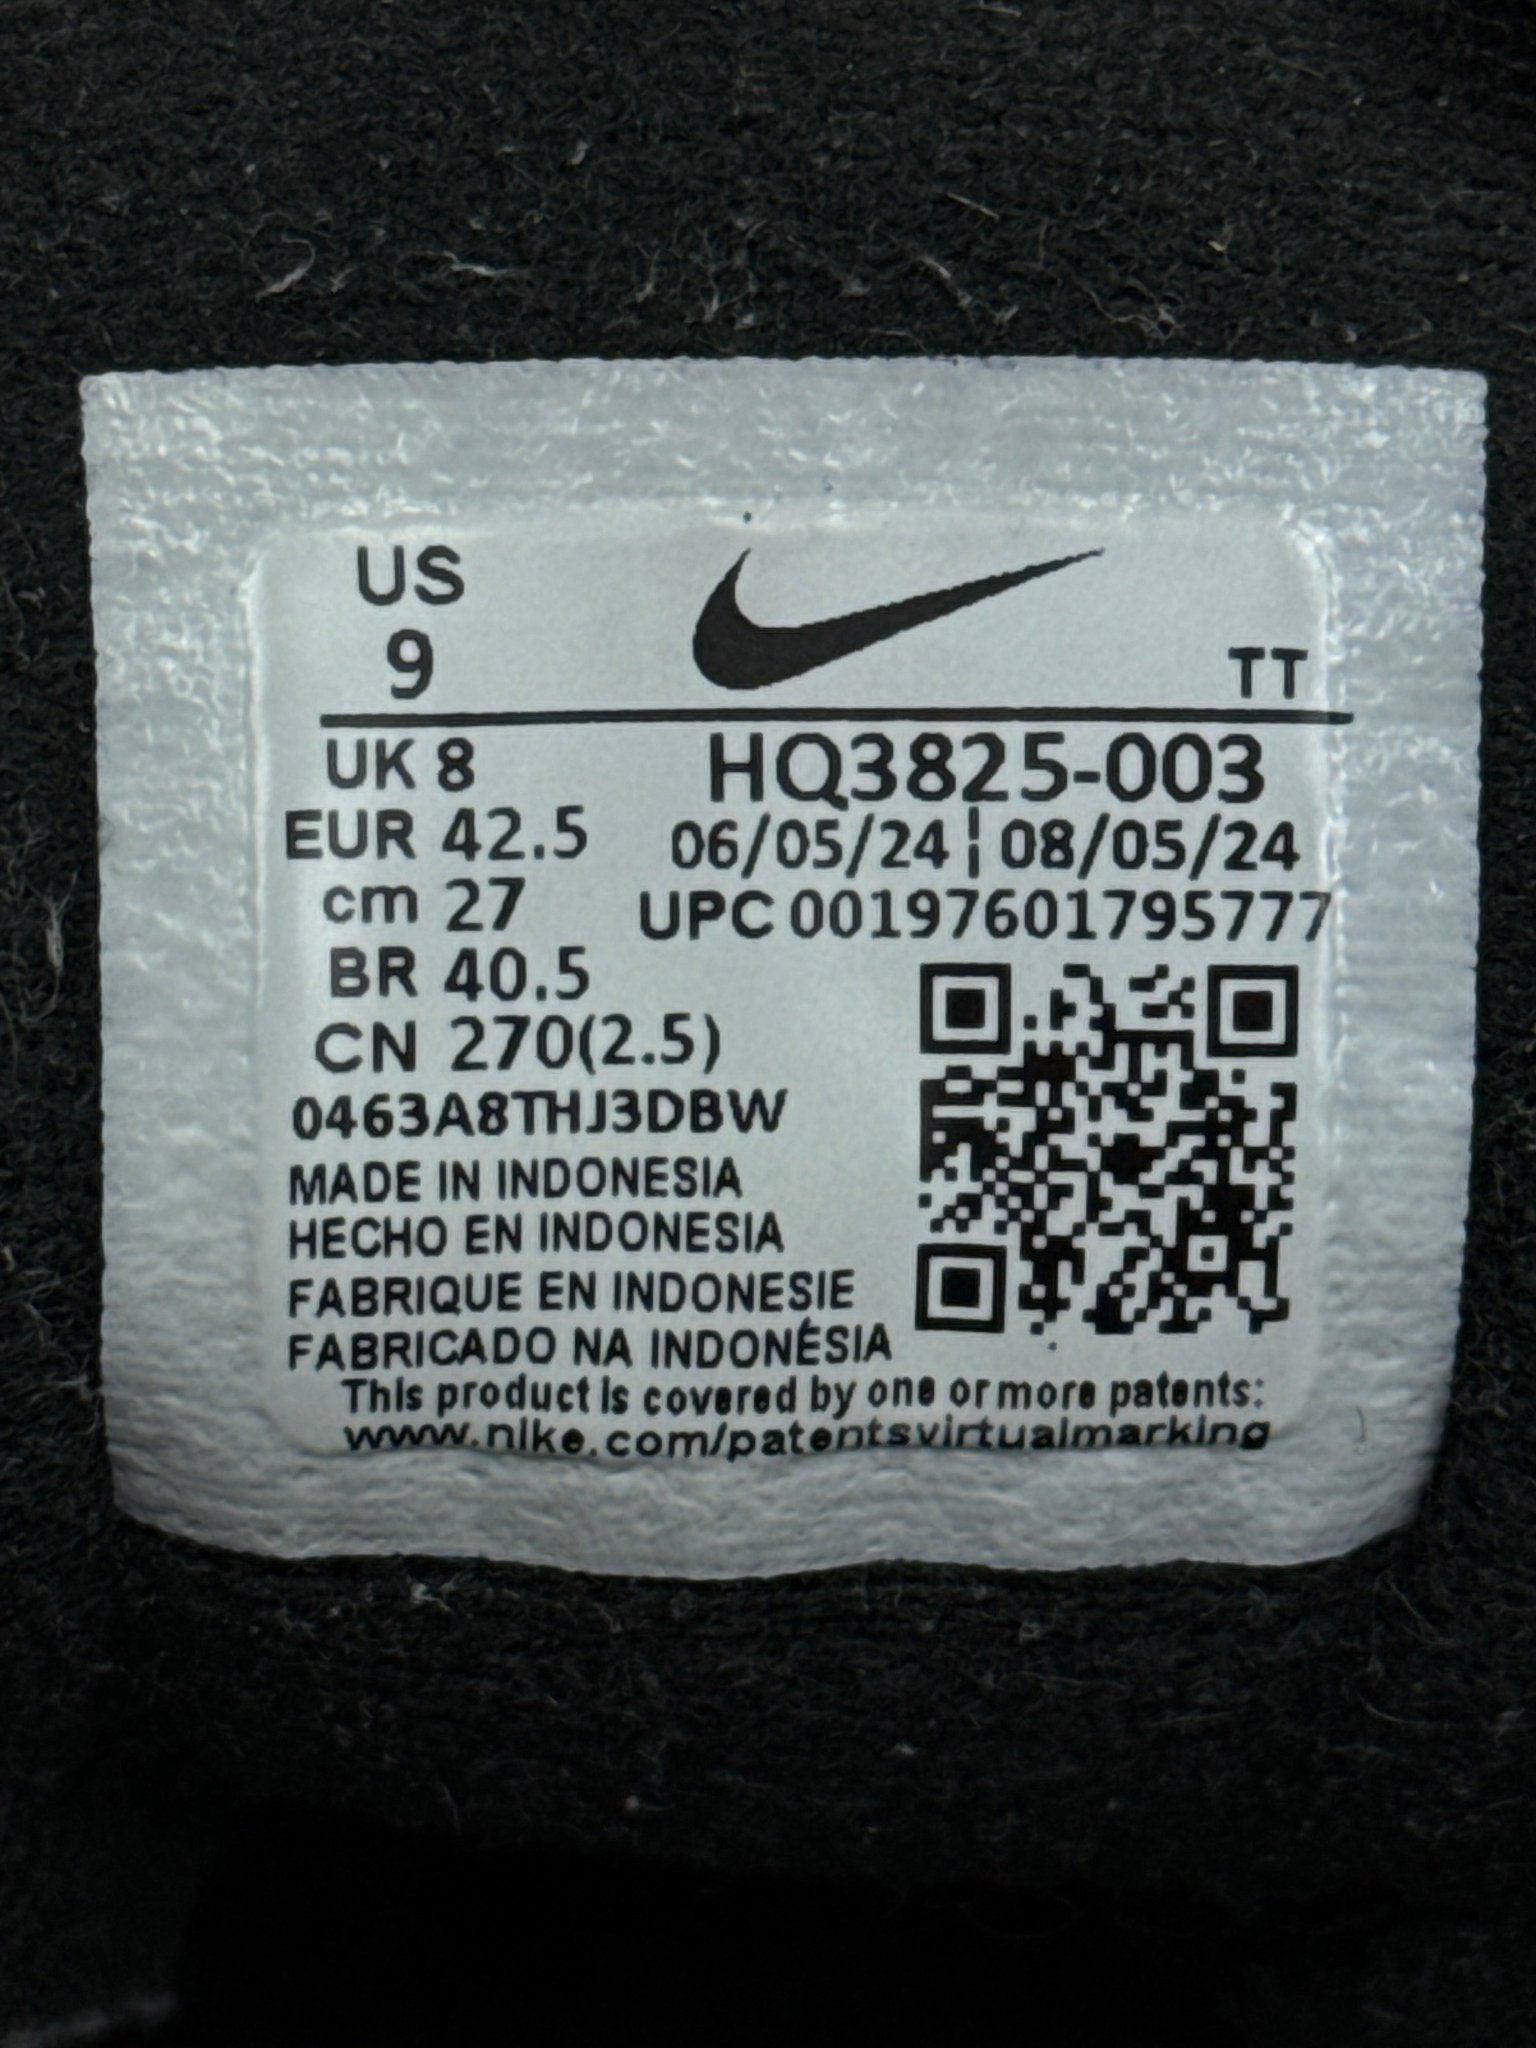 US
9
TT
UK 8
HQ3825-003
EUR 42.5
06/05/24 ¦ 08/05/24
cm 27
UPC 00197601795777
BR 40.5
CN 270(2.5)
0463A8THJ3DBW
MADE IN INDONESIA
HECHO EN INDONESIA
FABRIQUE EN INDONESIE
FABRICADO NA INDONÉSIA
This product is covered by one or more patents:
www.nike.com/patentsvirtualmarking